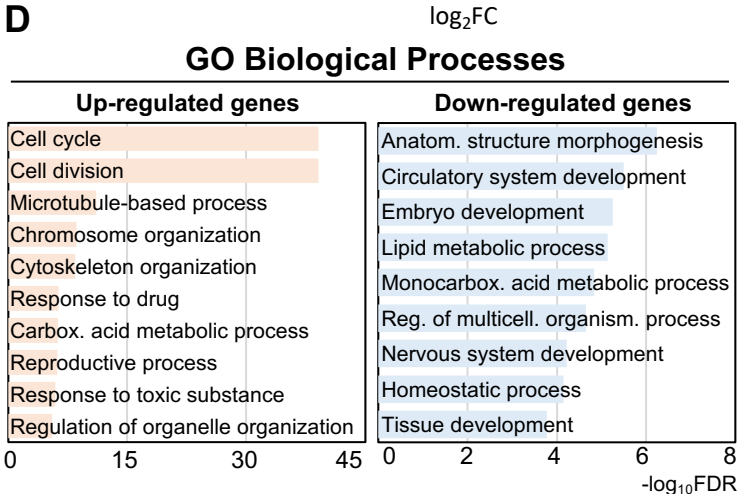 D
log₂FC
GO Biological Processes
Up-regulated genes
Cell cycle
Cell division
Microtubule-based process
Chromosome organization
Cytoskeleton organization
Response to drug
Carbox. acid metabolic process
Reproductive process
Response to toxic substance
Regulation of organelle organization
0 15 30 45
Down-regulated genes
Anatom. structure morphogenesis
Circulatory system development
Embryo development
Lipid metabolic process
Monocarbox. acid metabolic process
Reg. of multicell. organism. process
Nervous system development
Homeostatic process
Tissue development
0 2 4 6 8
-log₁₀FDR